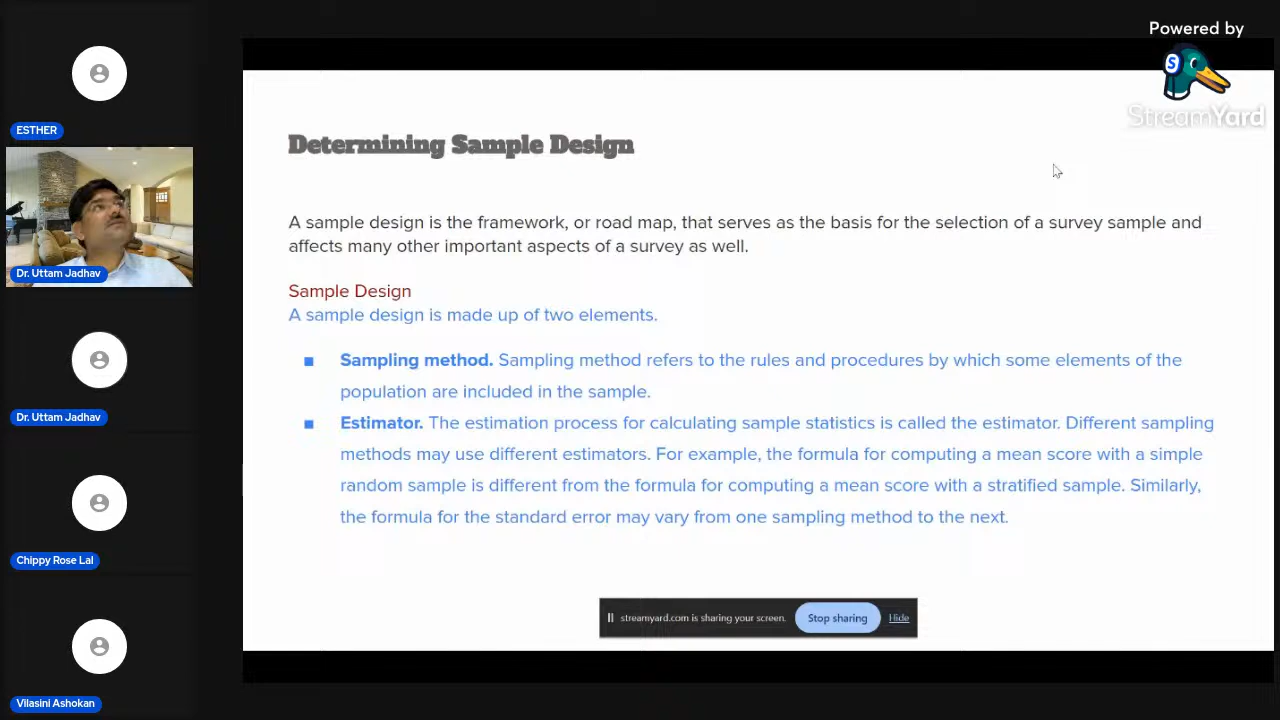 Powered by
StreamYard
ESTHER
Dr. Uttam Jadhav
Dr. Uttam Jadhav
Chippy Rose Lal
Vilasini Ashokan
Determining Sample Design
A sample design is the framework, or road map, that serves as the basis for the selection of a survey sample and
affects many other important aspects of a survey as well.
Sample Design
A sample design is made up of two elements.
Sampling method. Sampling method refers to the rules and procedures by which some elements of the
population are included in the sample.
Estimator. The estimation process for calculating sample statistics is called the estimator. Different sampling
methods may use different estimators. For example, the formula for computing a mean score with a simple
random sample is different from the formula for computing a mean score with a stratified sample. Similarly,
the formula for the standard error may vary from one sampling method to the next.
streamyard.com is sharing your screen. Stop sharing Hide